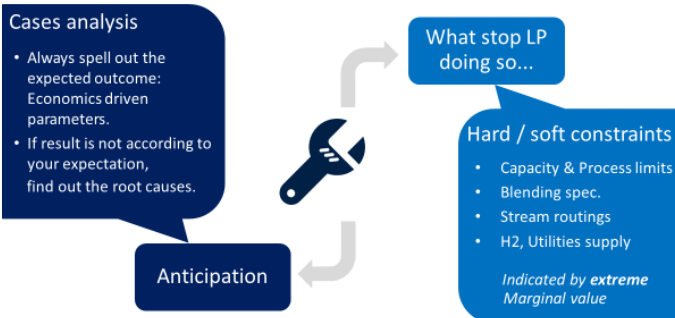 Cases analysis
• Always spell out the
expected outcome:
Economics driven
parameters.
• If result is not according to
your expectation,
find out the root causes.
Anticipation
What stop LP
doing so...
Hard / soft constraints
• Capacity & Process limits
• Blending spec.
• Stream routings
• H2, Utilities supply
Indicated by extreme
Marginal value